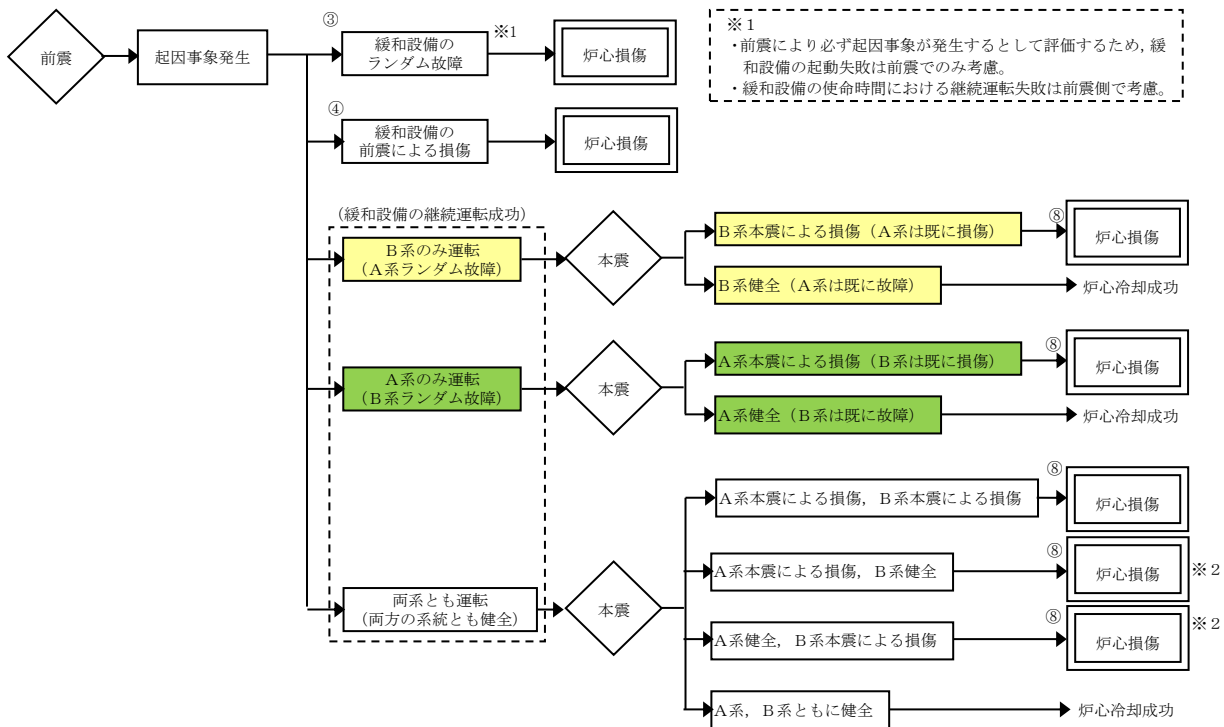 前震
起因事象発生
③
緩和設備の
ランダム故障
※1
炉心損傷
※１
・前震により必ず起因事象が発生するとして評価するため，緩
和設備の起動失敗は前震でのみ考慮。
・緩和設備の使命時間における継続運転失敗は前震側で考慮。
④
緩和設備の
前震による損傷
炉心損傷
(緩和設備の継続運転成功)
Ｂ系のみ運転
（Ａ系ランダム故障）
本震
Ｂ系本震による損傷（Ａ系は既に損傷）
⑧
炉心損傷
Ｂ系健全（Ａ系は既に故障）
炉心冷却成功
Ａ系のみ運転
（Ｂ系ランダム故障）
本震
Ａ系本震による損傷（Ｂ系は既に損傷）
⑧
炉心損傷
Ａ系健全（Ｂ系は既に故障）
炉心冷却成功
両系とも運転
(両方の系統とも健全)
本震
Ａ系本震による損傷，Ｂ系本震による損傷
⑧
炉心損傷
Ａ系本震による損傷，Ｂ系健全
⑧
炉心損傷
※２
Ａ系健全，Ｂ系本震による損傷
⑧
炉心損傷
※２
Ａ系，Ｂ系ともに健全
炉心冷却成功